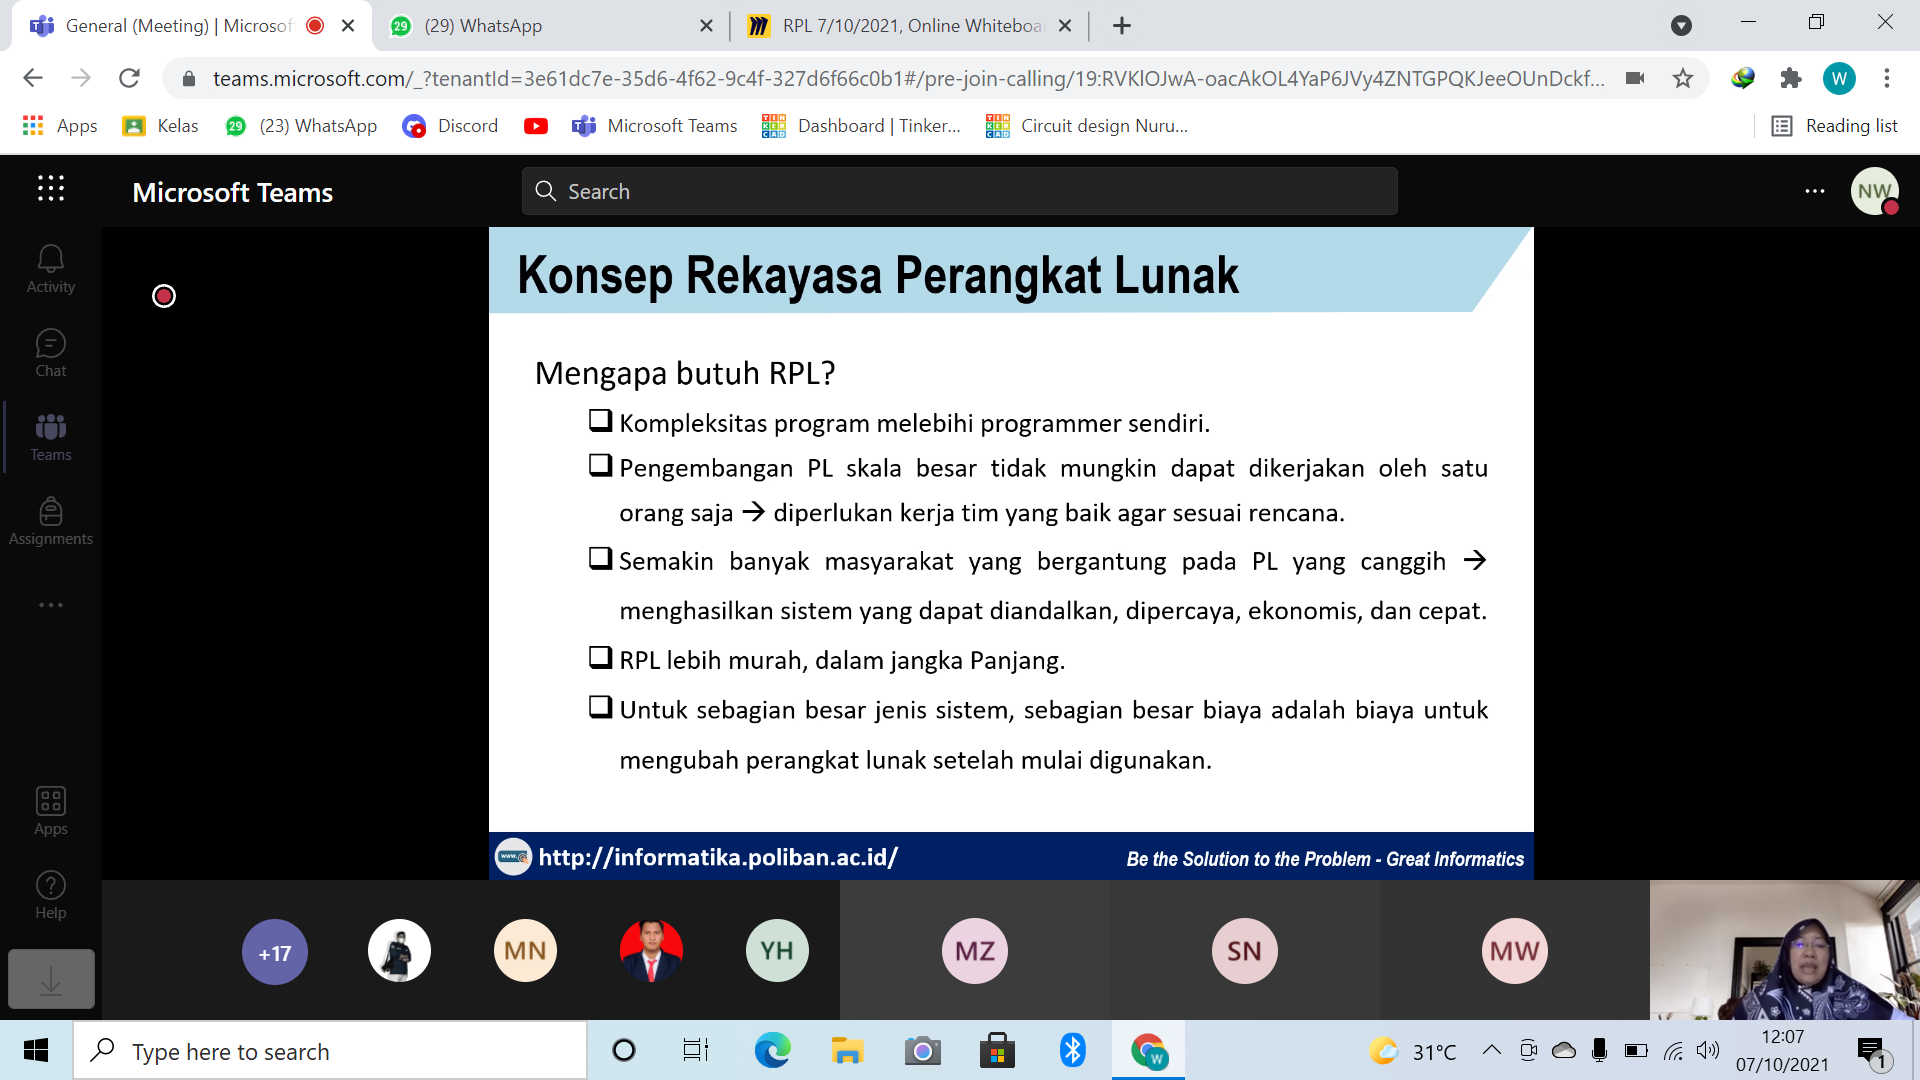 General (Meeting) | Microsof
(29) WhatsApp
RPL 7/10/2021, Online Whiteboa
teams.microsoft.com/_?tenantId=3e61dc7e-35d6-4f62-9c4f-327d6f66c0b1#/pre-join-calling/19:RVKlOJwA-oacAkOL4YaP6JVy4ZNTGPQKJeeOUnDckf...
W
Apps
Kelas
29
(23) WhatsApp
Discord
Microsoft Teams
Dashboard | Tinker...
Circuit design Nuru...
Reading list
Microsoft Teams
Search
NW
Activity
Chat
Teams
Assignments
Apps
Help
Konsep Rekayasa Perangkat Lunak
Mengapa butuh RPL?
Kompleksitas program melebihi programmer sendiri.
Pengembangan PL skala besar tidak mungkin dapat dikerjakan oleh satu
orang saja → diperlukan kerja tim yang baik agar sesuai rencana.
Semakin banyak masyarakat yang bergantung pada PL yang canggih →
menghasilkan sistem yang dapat diandalkan, dipercaya, ekonomis, dan cepat.
RPL lebih murah, dalam jangka Panjang.
Untuk sebagian besar jenis sistem, sebagian besar biaya adalah biaya untuk
mengubah perangkat lunak setelah mulai digunakan.
http://informatika.poliban.ac.id/
Be the Solution to the Problem - Great Informatics
+17
MN
YH
MZ
SN
MW
Type here to search
W
31°C
12:07
07/10/2021
1